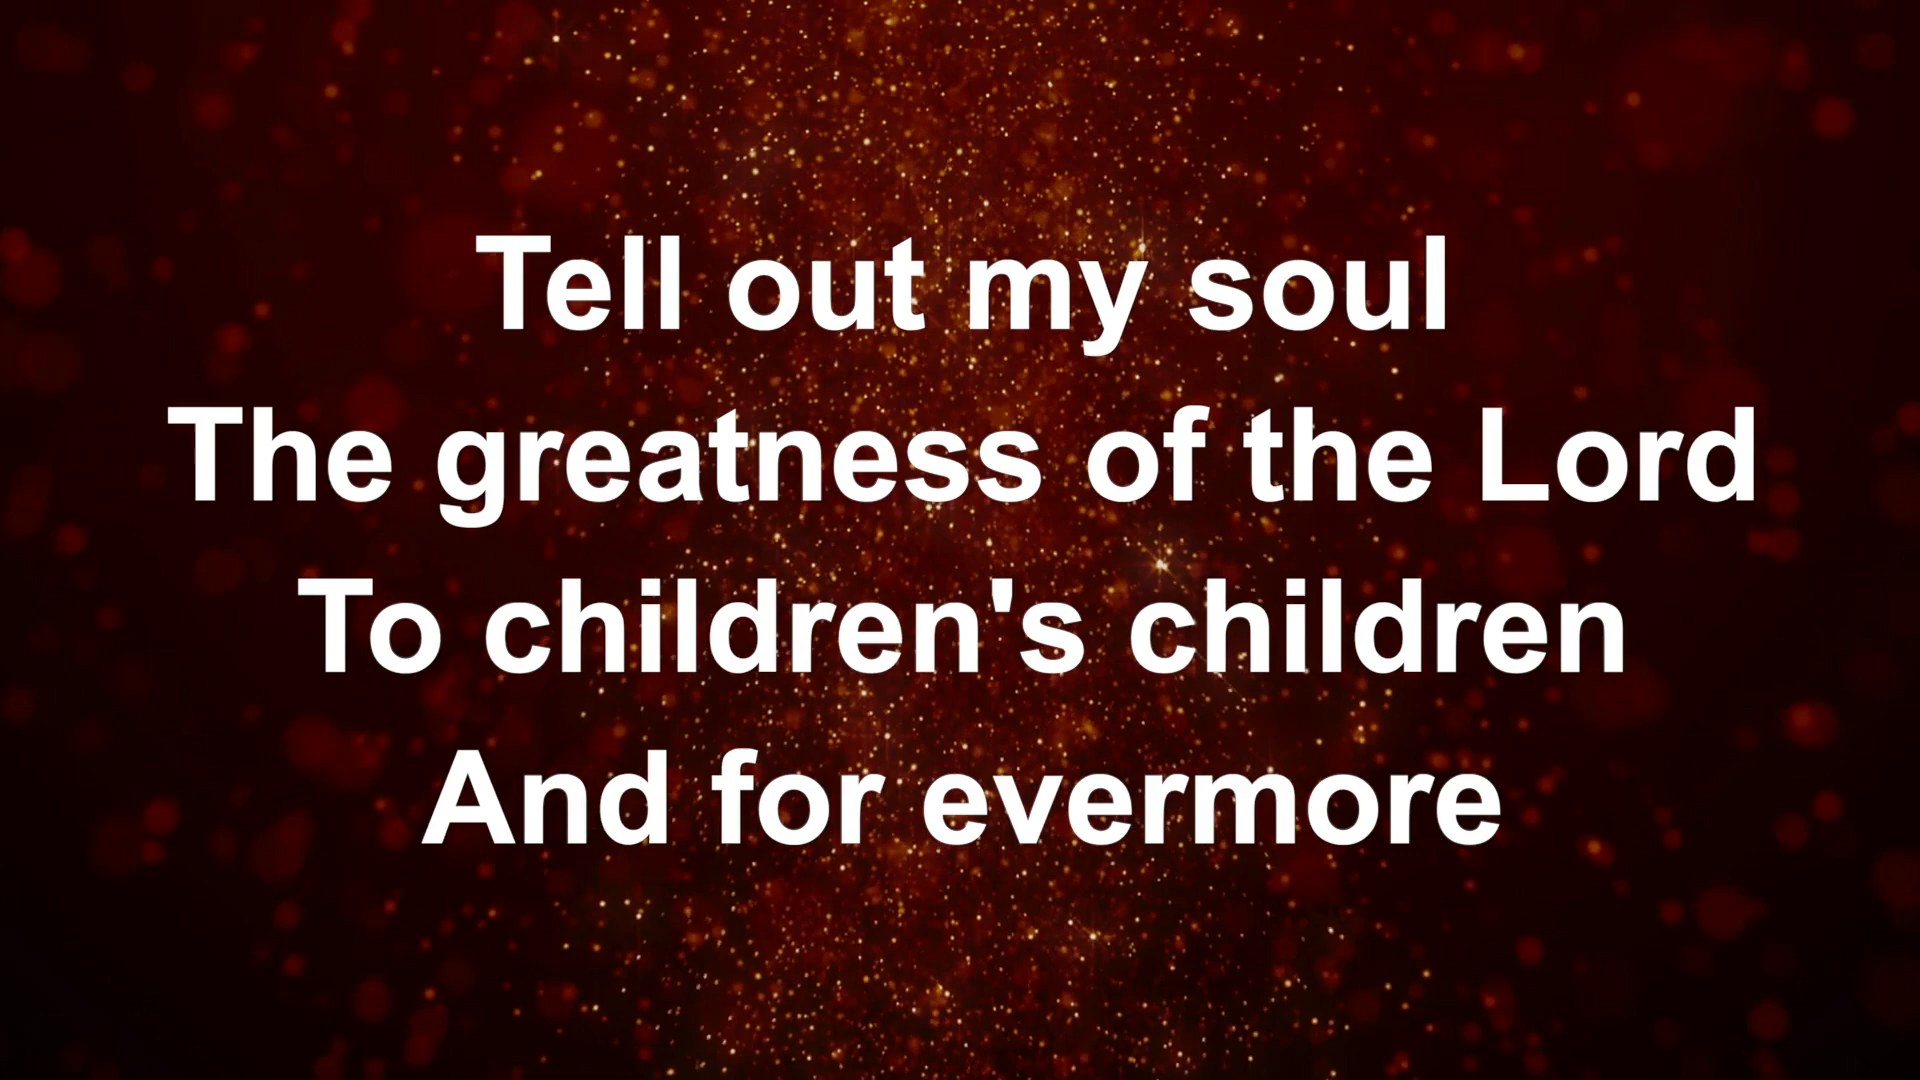 Tell out my soul
The greatness of the Lord
To children's children
And for evermore